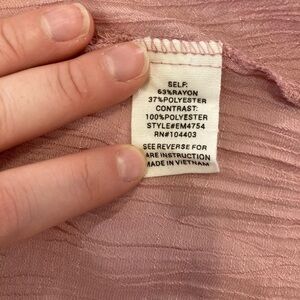 SELF:
63%RAYON
37%POLYESTER
CONTRAST:
100%POLYESTER
STYLE#EM4754
RN#104403
SEE REVERSE FOR
ARE INSTRUCTION
MADE IN VIETNAM